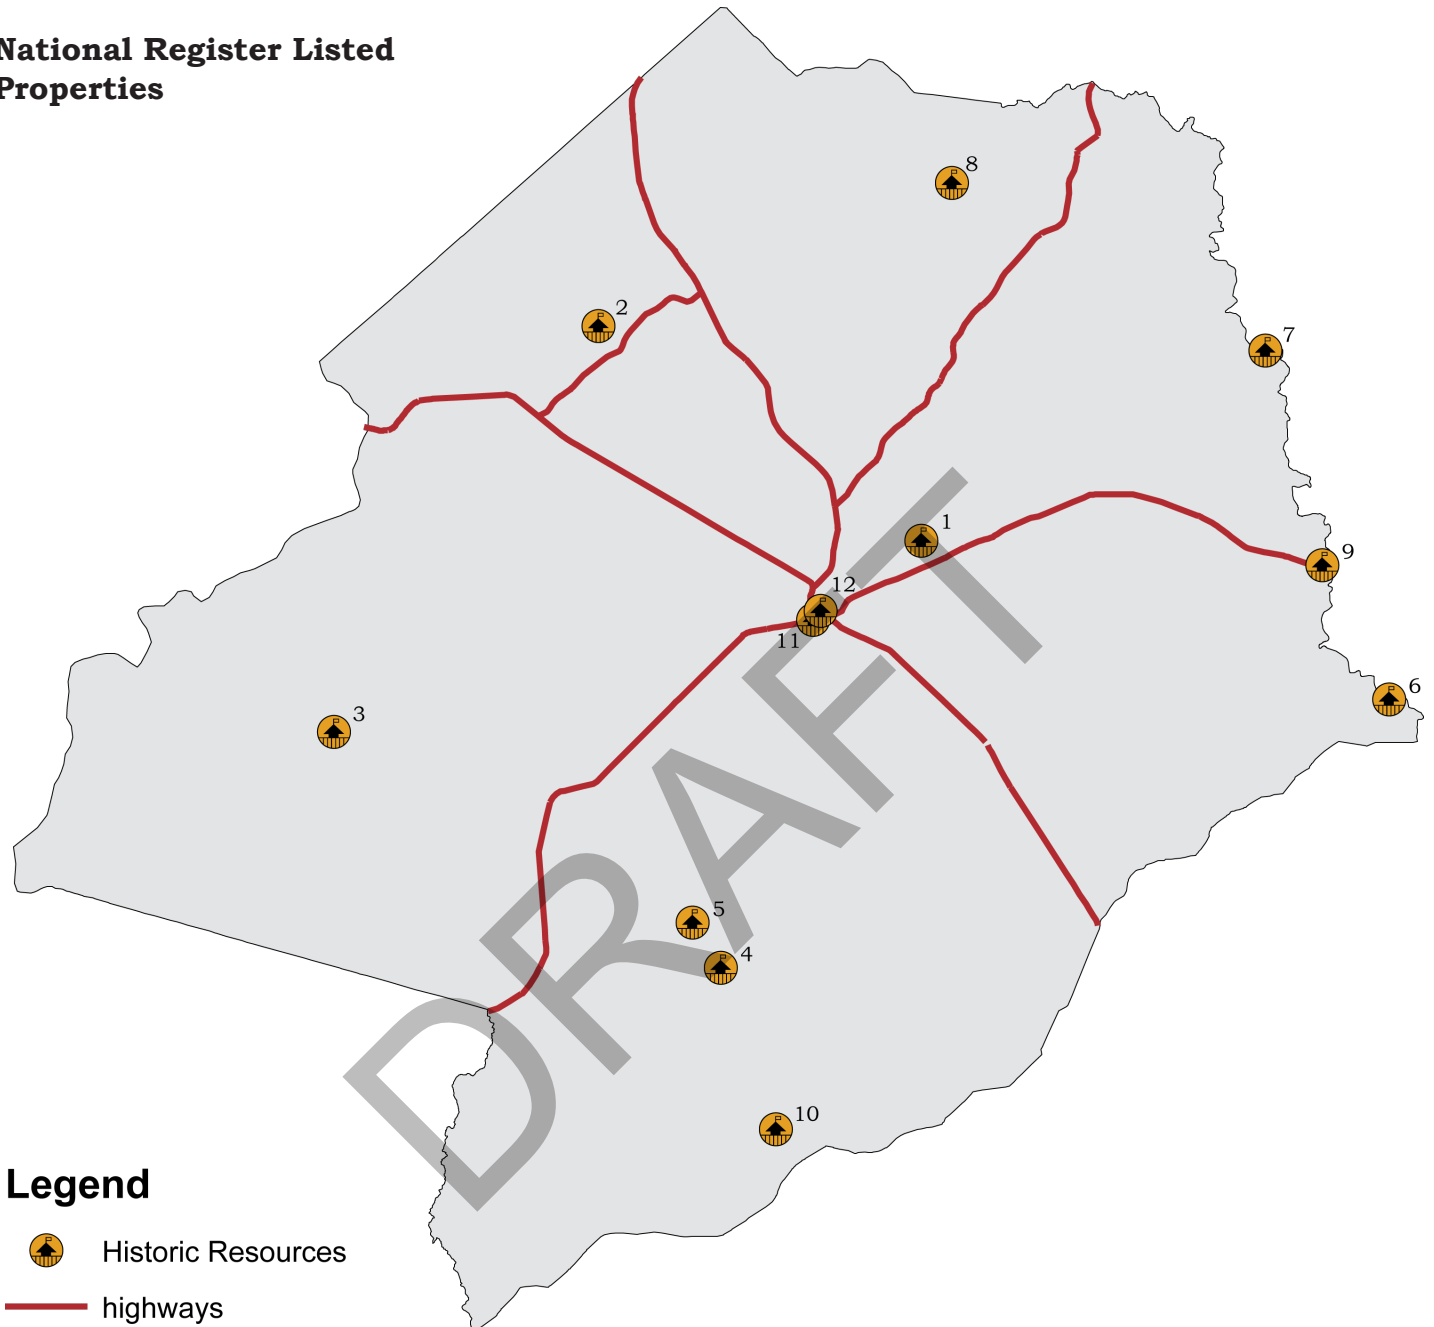 National Register Listed
Properties
8
2
7
1
9
12
11
6
3
5
4
10
DRAFT
Legend
Historic Resources
highways